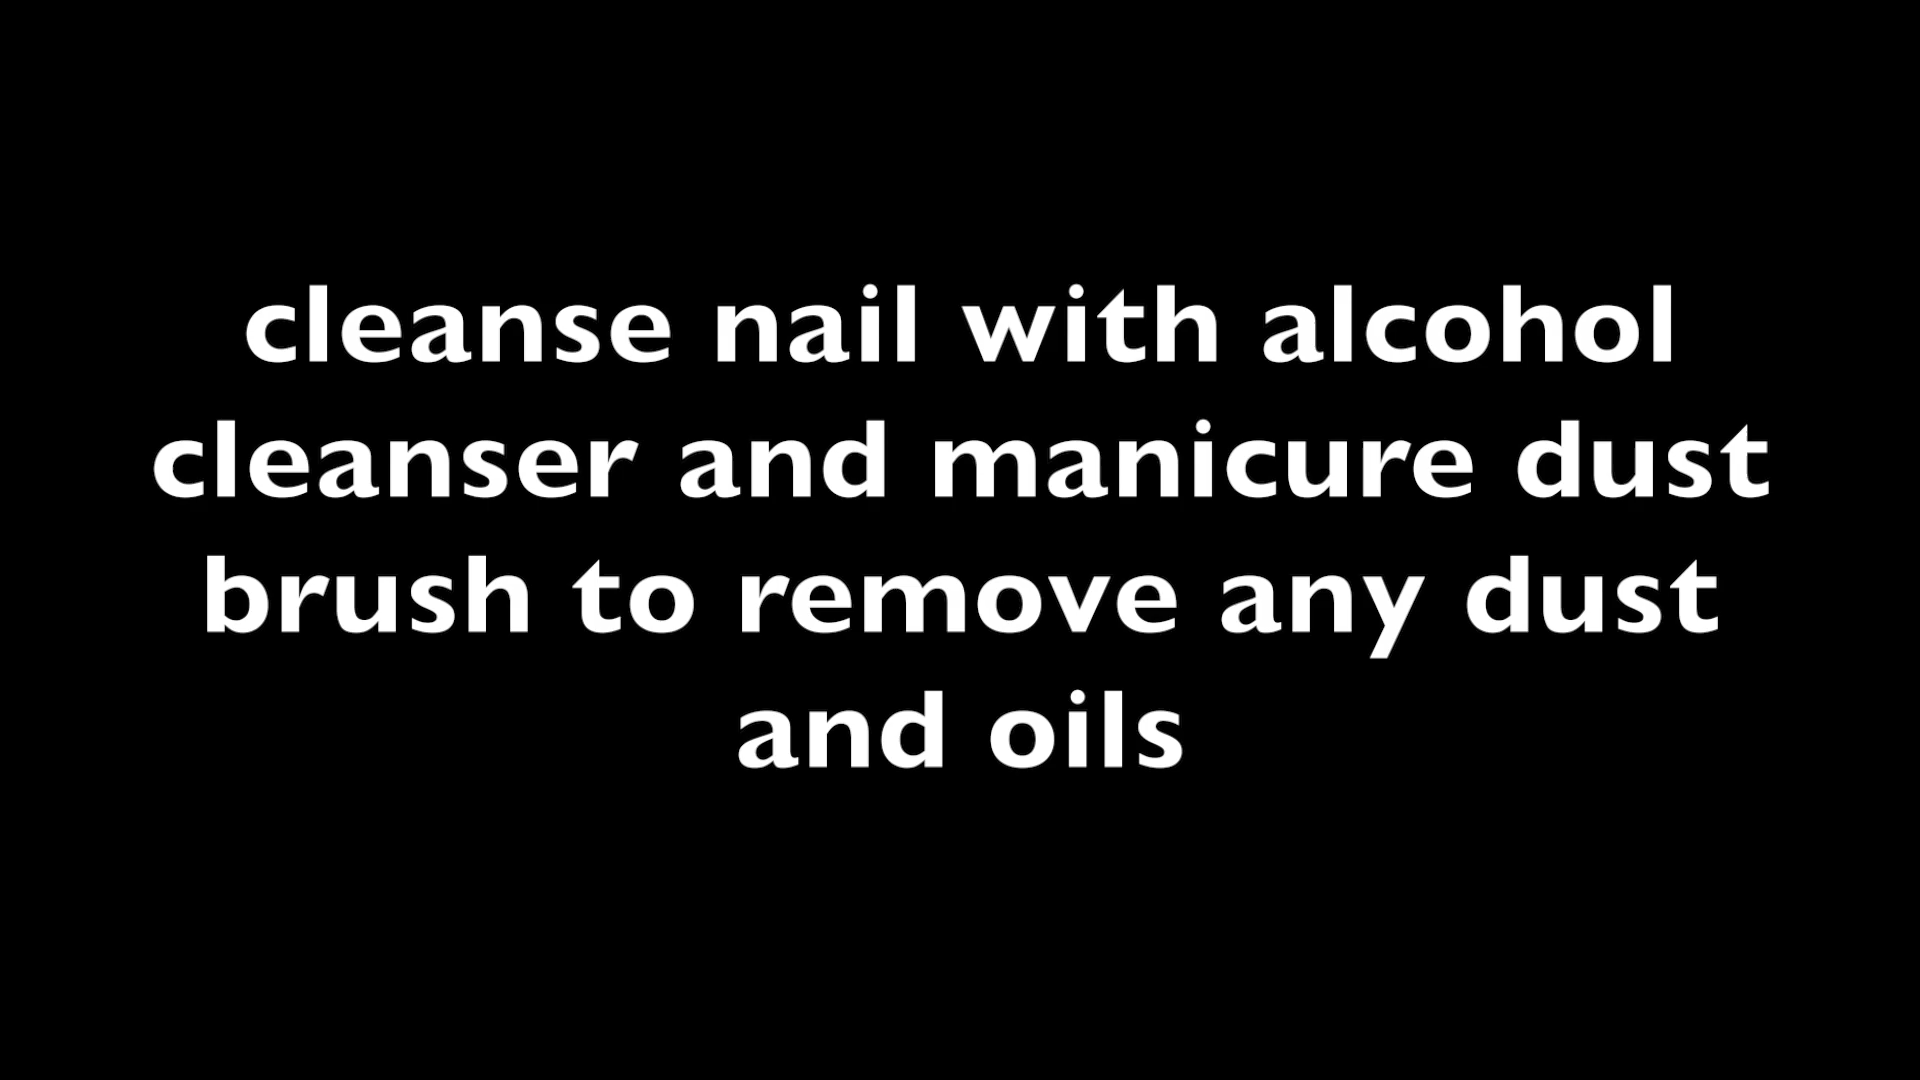 cleanse nail with alcohol
cleanser and manicure dust
brush to remove any dust
and oils